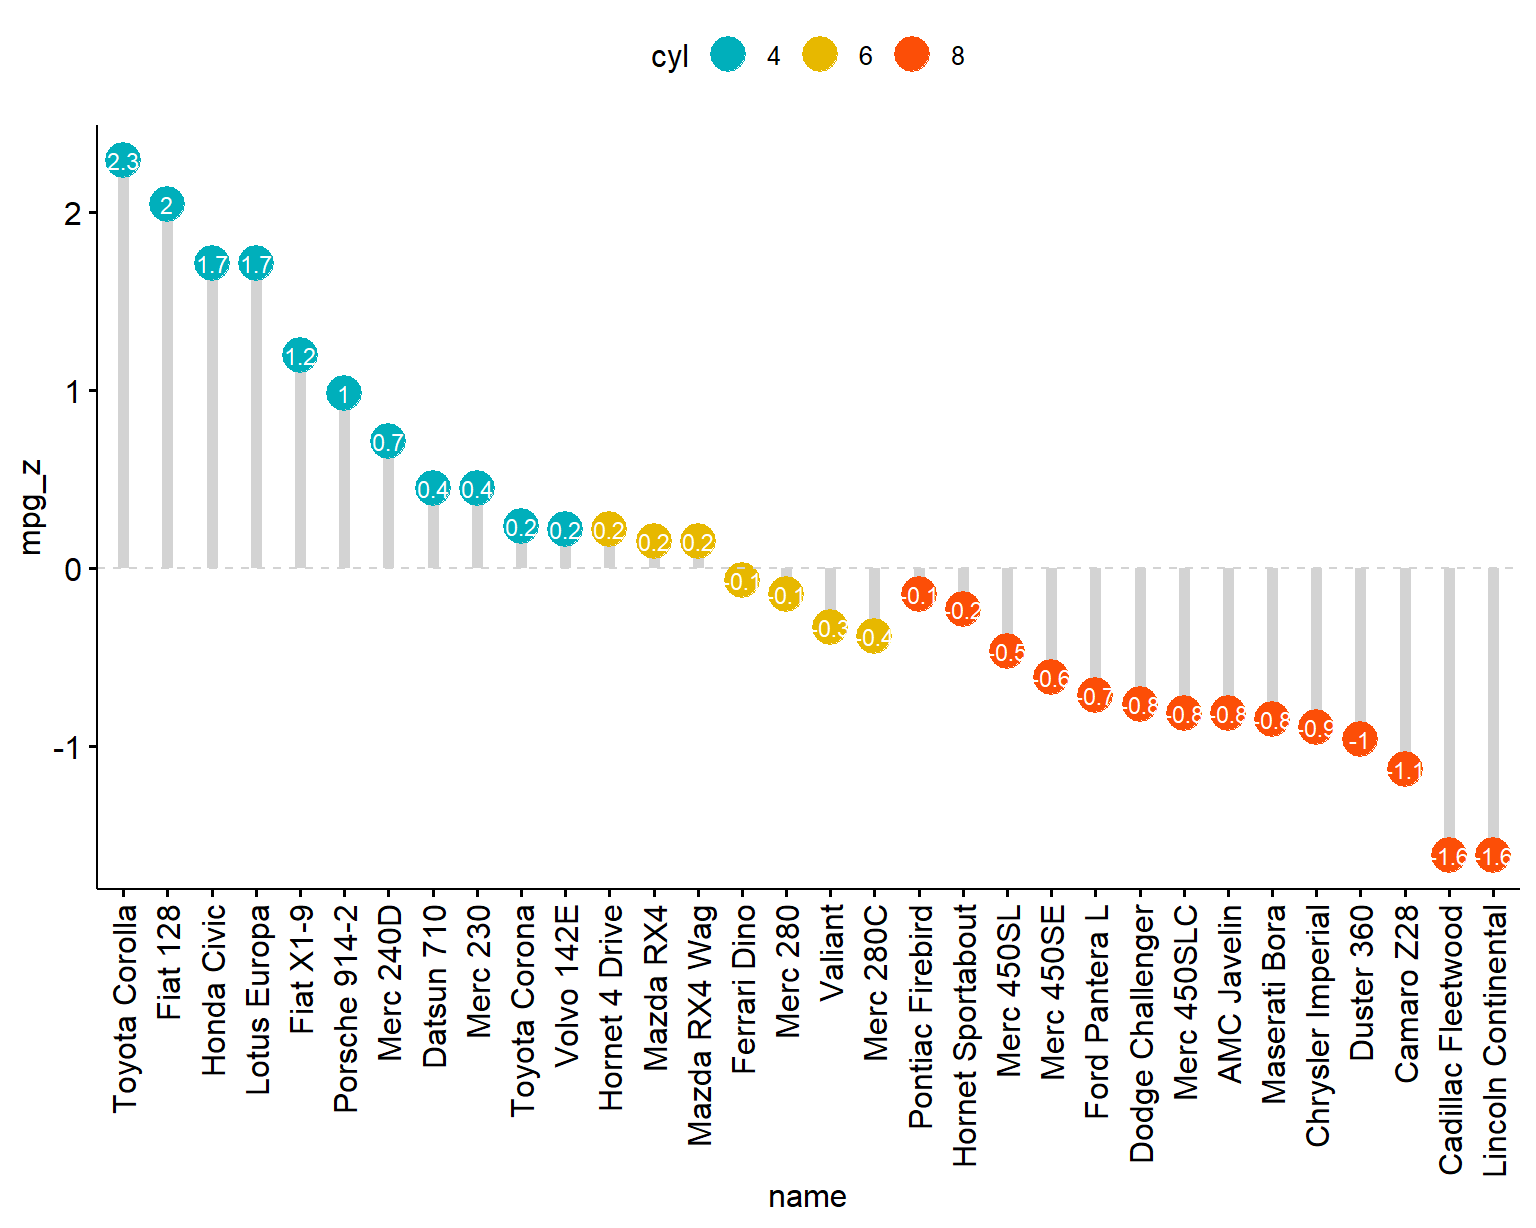 cyl 4 6 8
2.3
2
1.7 1.7
1.2
1
0.7
0.4 0.4
0.2 0.2 0.2 0.2 0.2
-0.1 -0.1 -0.3 -0.4 -0.1 -0.2 -0.5 -0.6 -0.7 -0.8 -0.8 -0.8 -0.8 -0.9 -1 -1.1 -1.6 -1.6
2
1
0
-1
mpg_z
Toyota Corolla
Fiat 128
Honda Civic
Lotus Europa
Fiat X1-9
Porsche 914-2
Merc 240D
Datsun 710
Merc 230
Toyota Corona
Volvo 142E
Hornet 4 Drive
Mazda RX4
Mazda RX4 Wag
Ferrari Dino
Merc 280
Valiant
Merc 280C
Pontiac Firebird
Hornet Sportabout
Merc 450SL
Merc 450SE
Ford Pantera L
Dodge Challenger
Merc 450SLC
AMC Javelin
Maserati Bora
Chrysler Imperial
Duster 360
Camaro Z28
Cadillac Fleetwood
Lincoln Continental
name